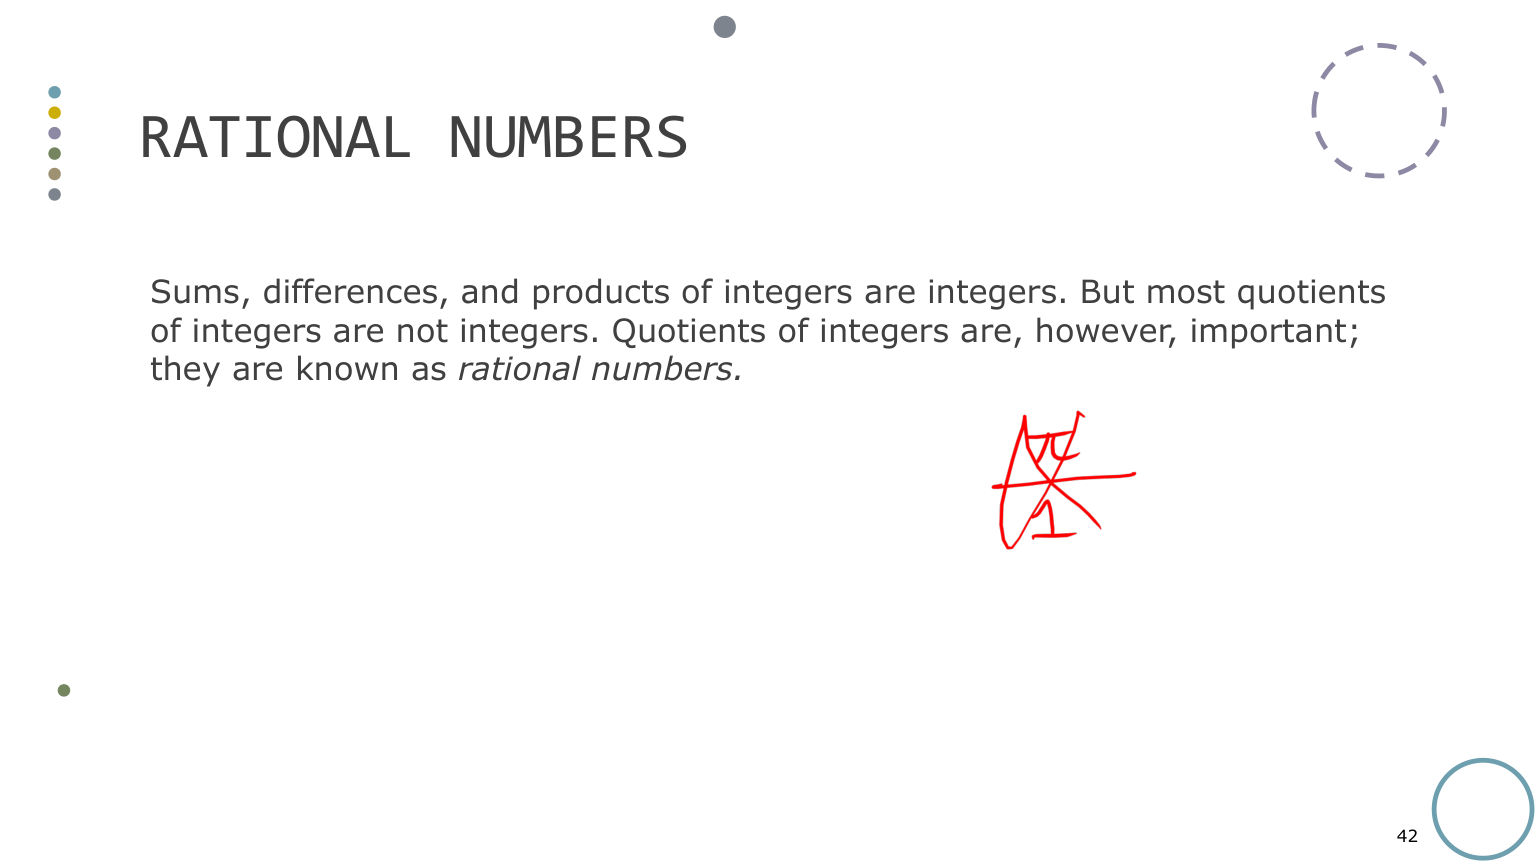 RATIONAL NUMBERS
Sums, differences, and products of integers are integers. But most quotients
of integers are not integers. Quotients of integers are, however, important;
they are known as rational numbers.
π
1
42